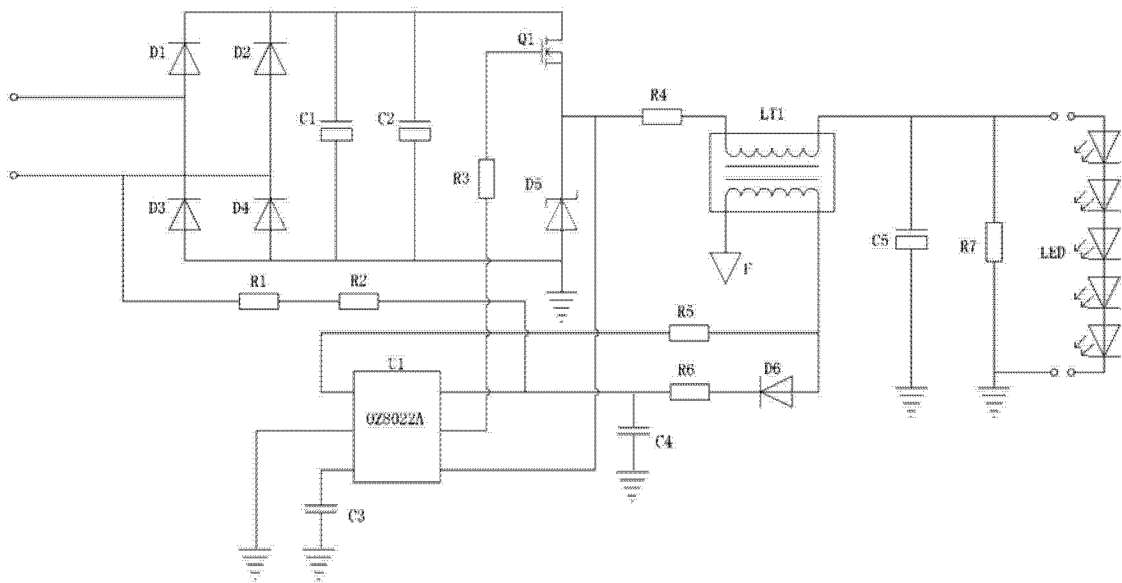 Q1
D1
D2
R4
LT1
C1
C2
R3
D5
D3
D4
C5
R7
LED
F
R1
R2
R5
U1
R6
D6
OZ8022A
C4
C3